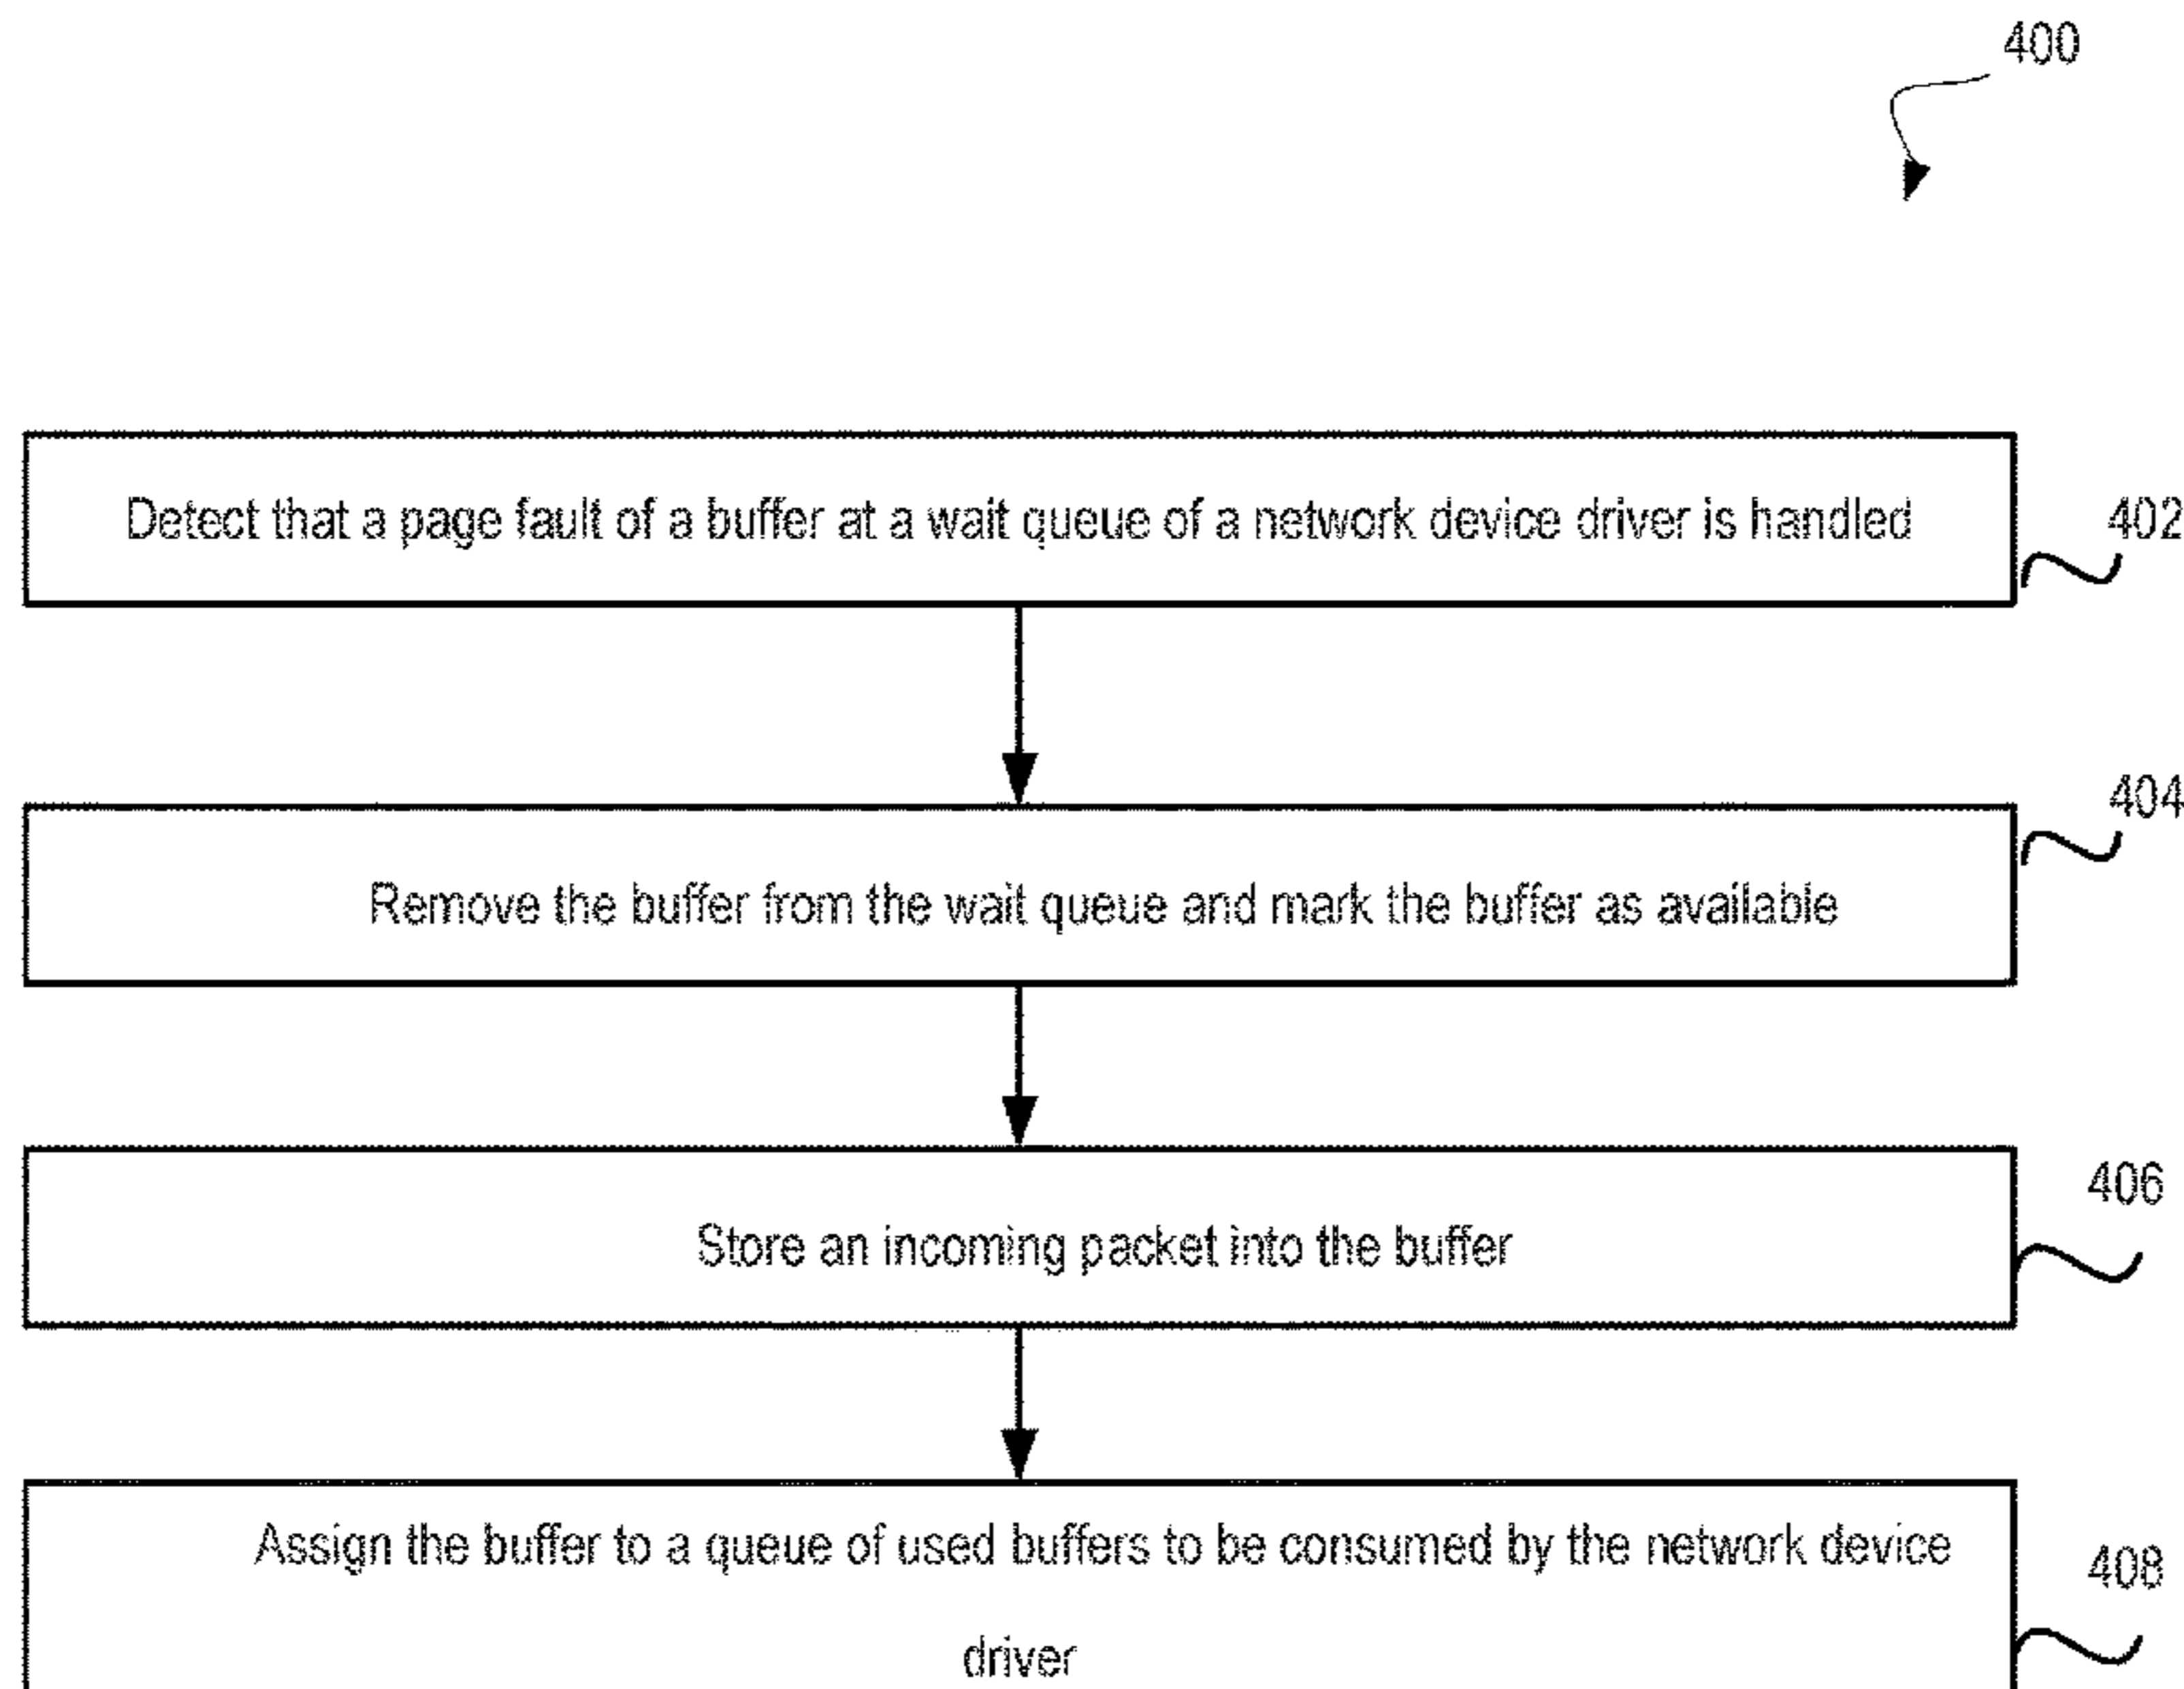 400
Detect that a page fault of a buffer at a wait queue of a network device driver is handled
402
404
Remove the buffer from the wait queue and mark the buffer as available
406
Store an incoming packet into the buffer
Assign the buffer to a queue of used buffers to be consumed by the network device
408
driver